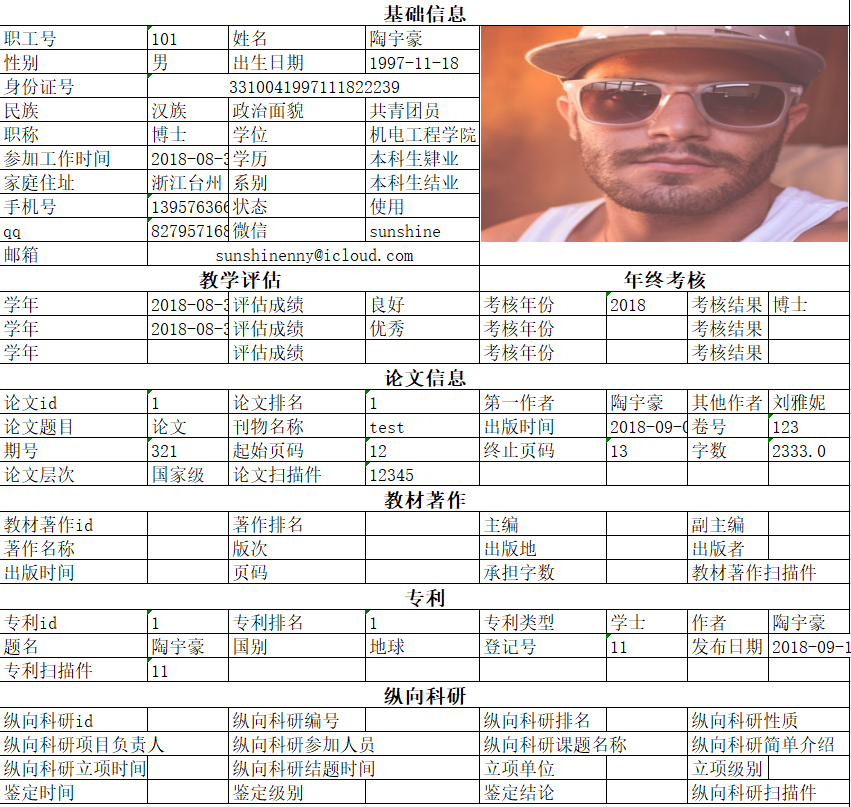 基础信息
职工号 101 姓名 陶宇豪
性别 男 出生日期 1997-11-18
身份证号 3310041997111822239
民族 汉族 政治面貌 共青团员
职称 博士 学位 机电工程学院
参加工作时间 2018-08-3 学历 本科生肄业
家庭住址 浙江台州 系别 本科生结业
手机号 139576366 状态 使用
qq 827957168 微信 sunshine
邮箱 sunshinenny@icloud.com
教学评估 年终考核
学年 2018-08-3 评估成绩 良好 考核年份 2018 考核结果 博士
学年 2018-08-3 评估成绩 优秀 考核年份 考核结果
学年 评估成绩 考核年份 考核结果
论文信息
论文id 1 论文排名 1 第一作者 陶宇豪 其他作者 刘雅妮
论文题目 论文 刊物名称 test 出版时间 2018-09-0 卷号 123
期号 321 起始页码 12 终止页码 13 字数 2333.0
论文层次 国家级 论文扫描件 12345
教材著作
教材著作id 著作排名 主编 副主编
著作名称 版次 出版地 出版者
出版时间 页码 承担字数 教材著作扫描件
专利
专利id 1 专利排名 1 专利类型 学士 作者 陶宇豪
题名 陶宇豪 国别 地球 登记号 11 发布日期 2018-09-1
专利扫描件 11
纵向科研
纵向科研id 纵向科研编号 纵向科研排名 纵向科研性质
纵向科研项目负责人 纵向科研参加人员 纵向科研课题名称 纵向科研简单介绍
纵向科研立项时间 纵向科研结题时间 立项单位 立项级别
鉴定时间 鉴定级别 鉴定结论 纵向科研扫描件